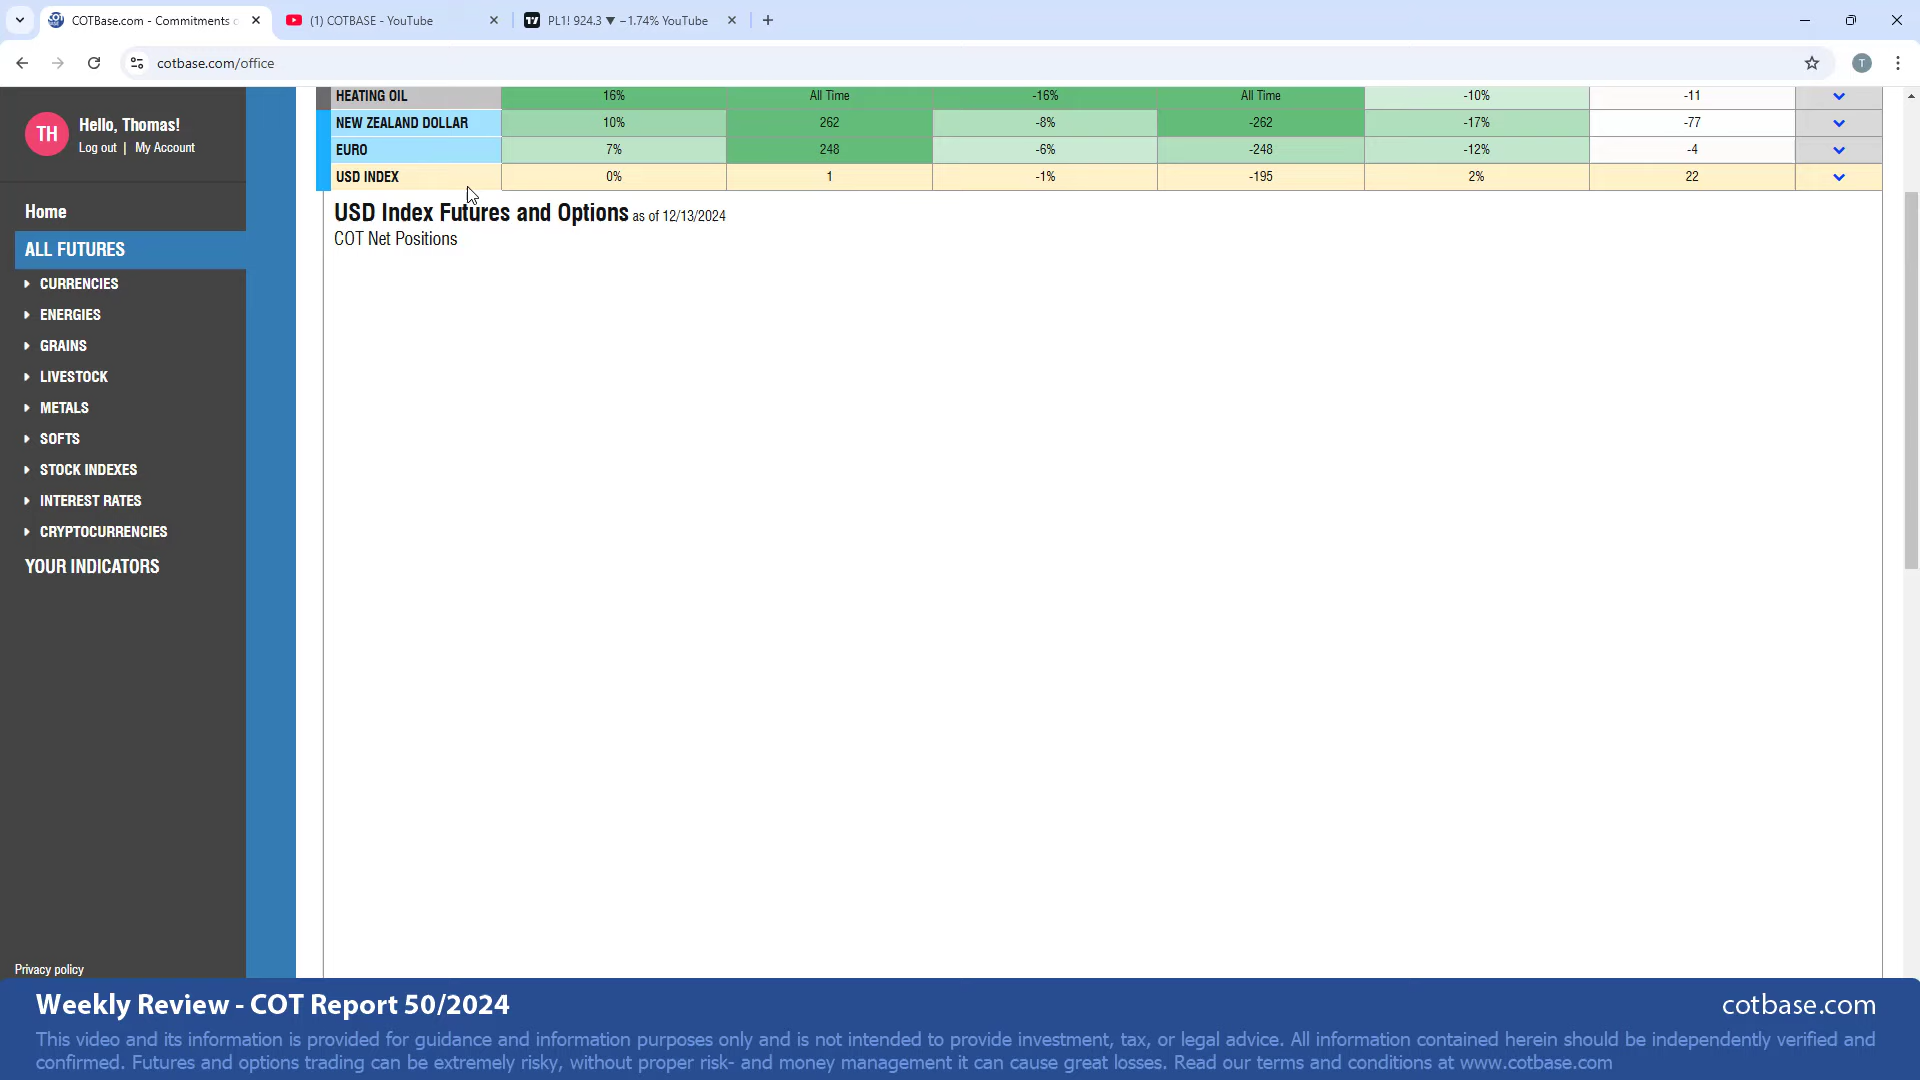 COTBase.com - Commitments o
(1) COTBASE - YouTube
PL1! 924.3 ▼ −1.74% YouTube
cotbase.com/office
T
TH
Hello, Thomas!
Log out | My Account
Home
ALL FUTURES
CURRENCIES
ENERGIES
GRAINS
LIVESTOCK
METALS
SOFTS
STOCK INDEXES
INTEREST RATES
CRYPTOCURRENCIES
YOUR INDICATORS
Privacy policy
HEATING OIL 16% All Time -16% All Time -10% -11
NEW ZEALAND DOLLAR 10% 262 -8% -262 -17% -77
EURO 7% 248 -6% -248 -12% -4
USD INDEX 0% 1 -1% -195 2% 22
USD Index Futures and Options as of 12/13/2024
COT Net Positions
Weekly Review - COT Report 50/2024
cotbase.com
This video and its information is provided for guidance and information purposes only and is not intended to provide investment, tax, or legal advice. All information contained herein should be independently verified and
confirmed. Futures and options trading can be extremely risky, without proper risk- and money management it can cause great losses. Read our terms and conditions at www.cotbase.com